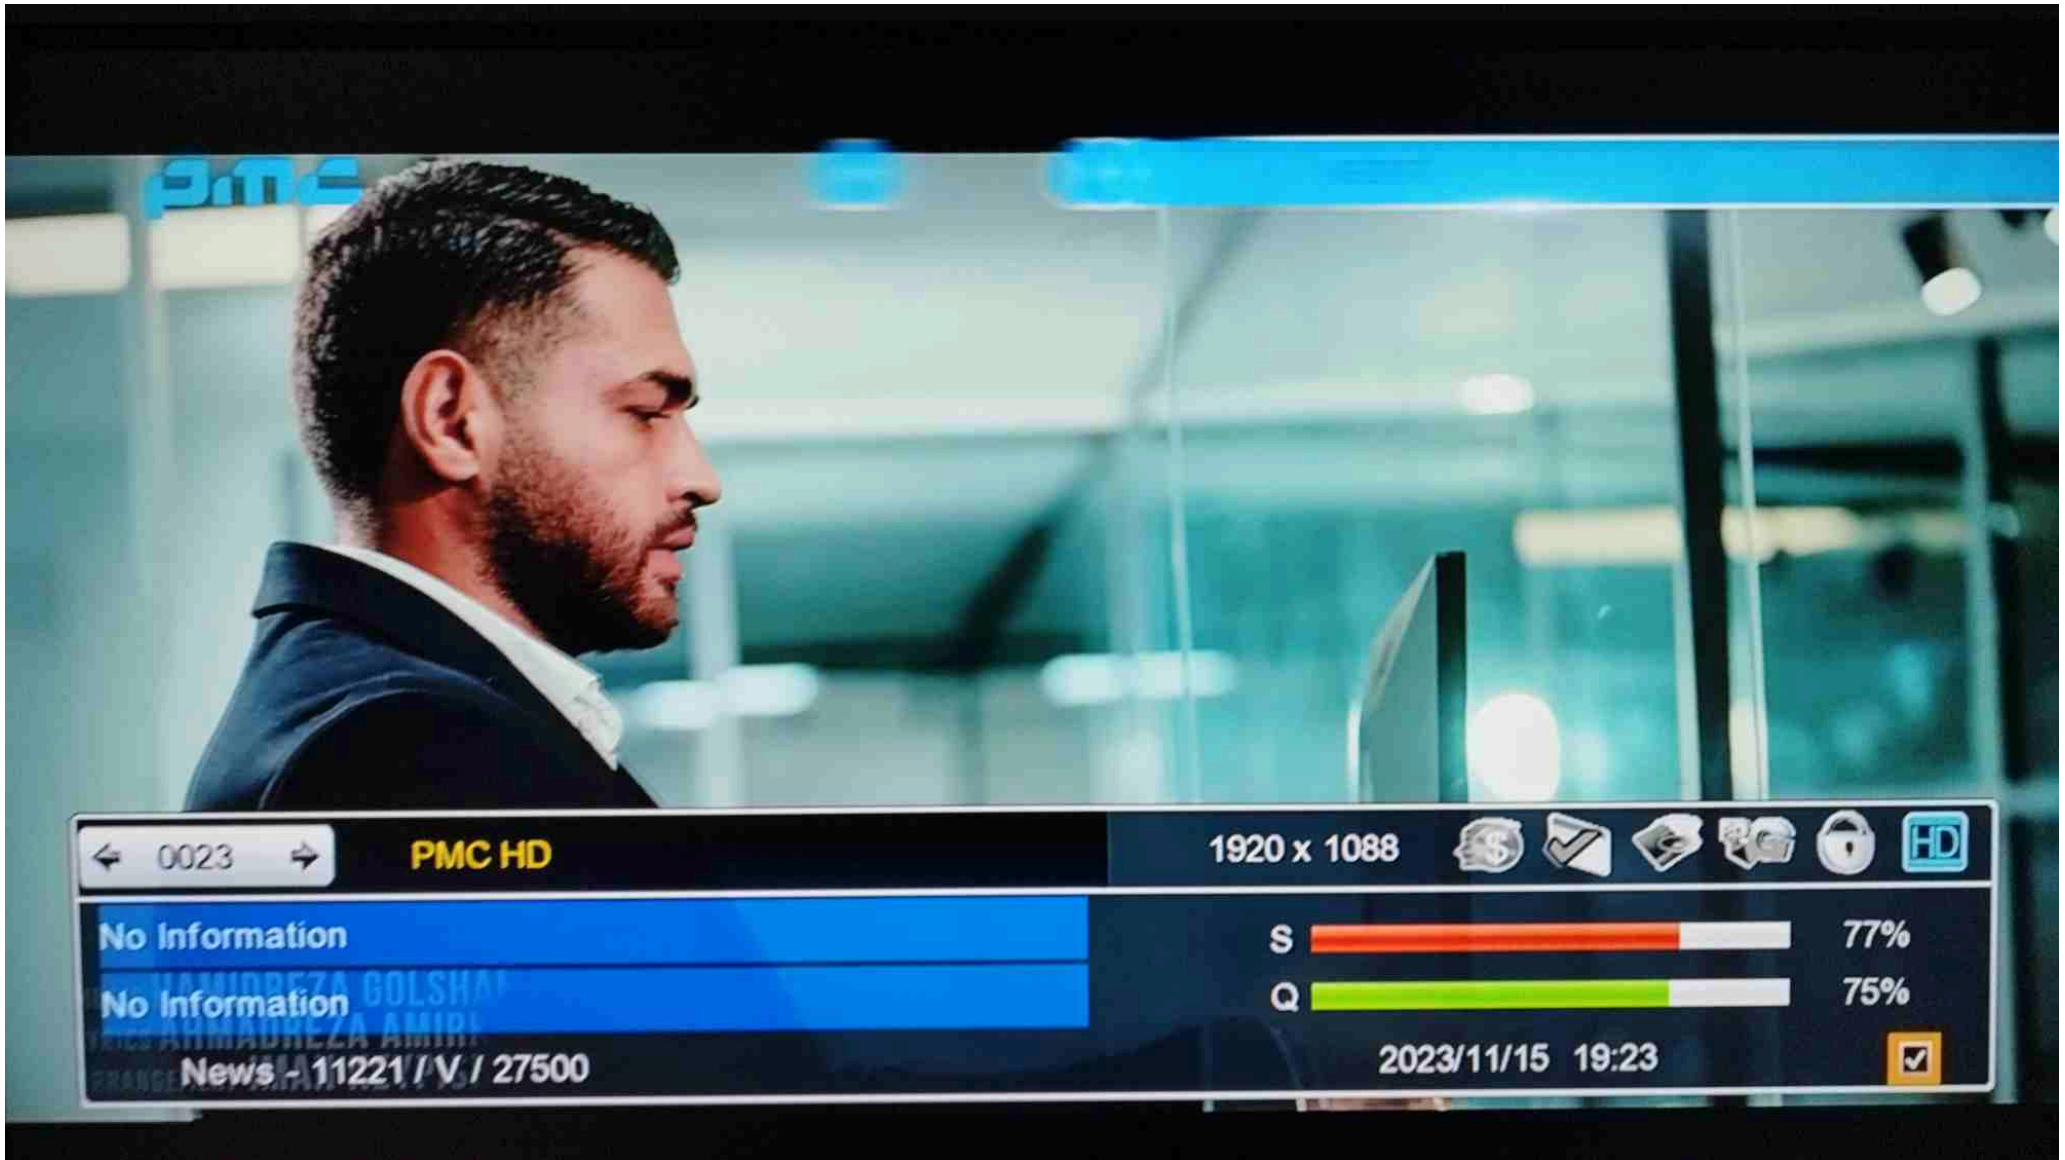 pmc
0023
PMC HD
1920 x 1088
HD
No Information
S 77%
No Information
Q 75%
HAMIDREZA GOLSHA
AHMADREZA AMIRI
News - 11221 / V / 27500
2023/11/15 19:23